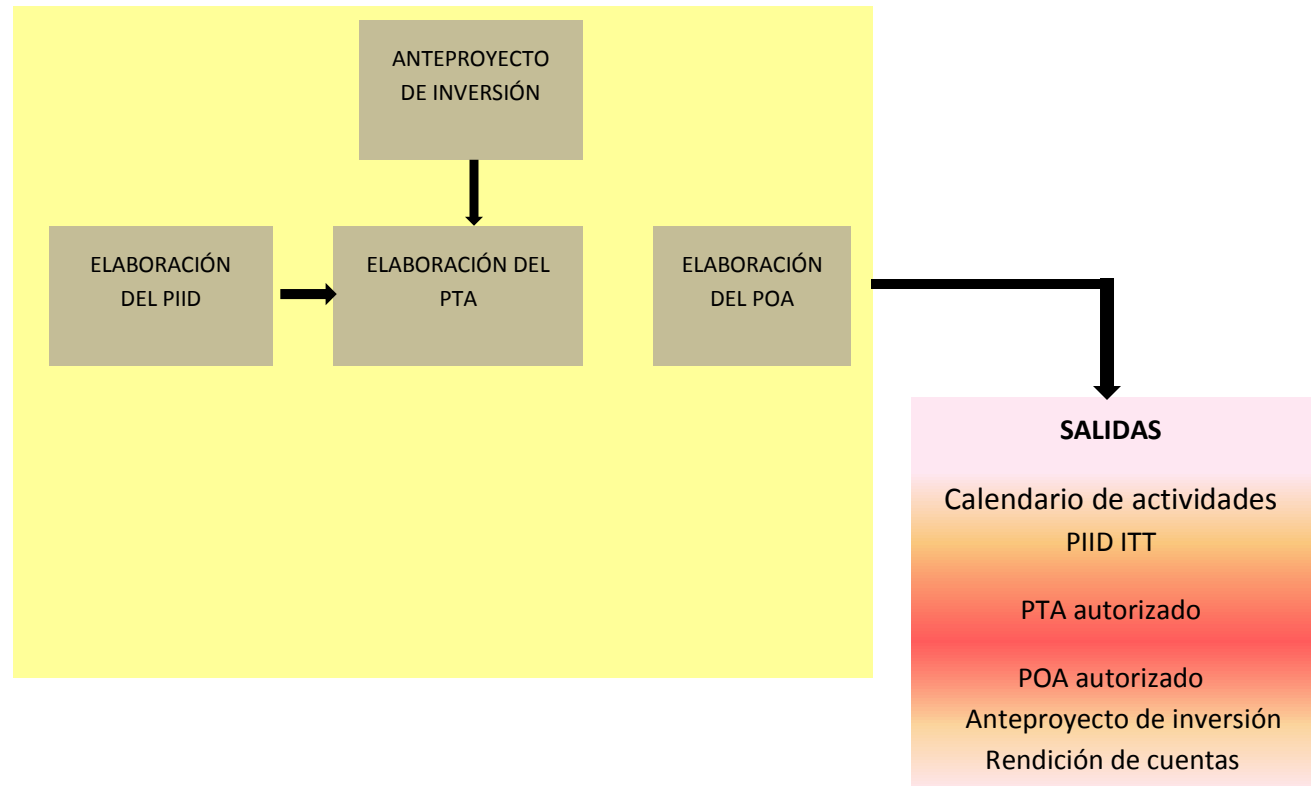 ANTEPROYECTO
DE INVERSIÓN
ELABORACIÓN
DEL PIID
ELABORACIÓN DEL
PTA
ELABORACIÓN
DEL POA
SALIDAS
Calendario de actividades
PIID ITT
PTA autorizado
POA autorizado
Anteproyecto de inversión
Rendición de cuentas